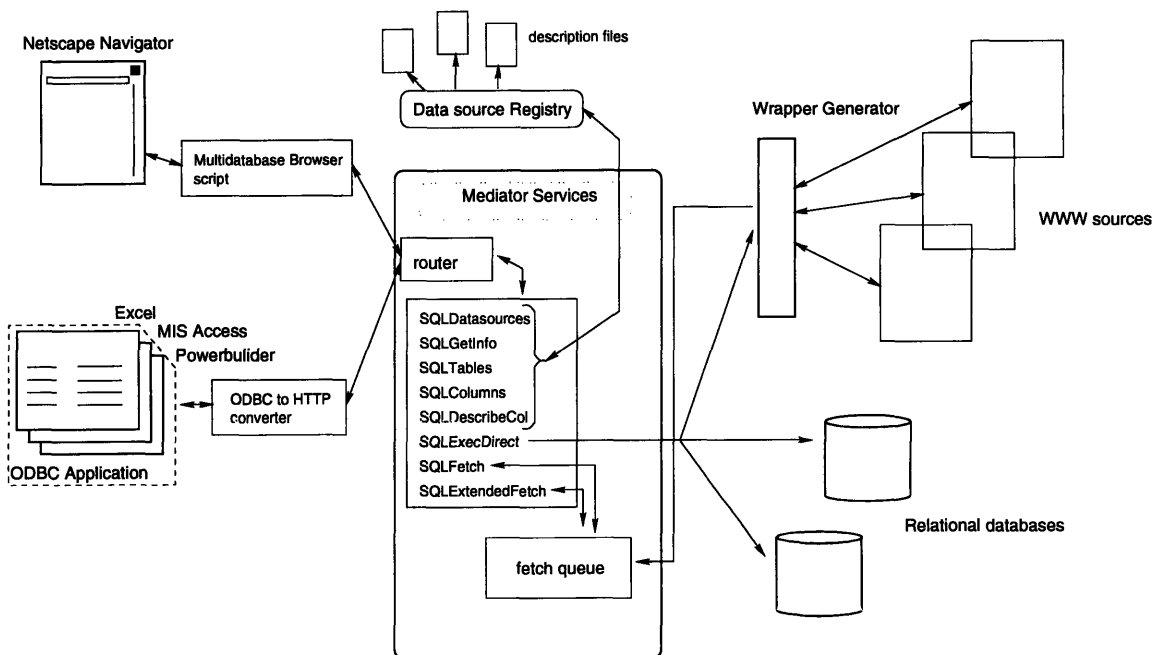 Netscape Navigator
description files
Data source Registry
Wrapper Generator
Multidatabase Browser
script
Mediator Services
WWW sources
router
Excel
MIS Access
Powerbulider
SQLDatasources
SQLGetInfo
SQLTables
SQLColumns
SQLDescribeCol
SQLExecDirect
SQLFetch
SQLExtendedFetch
ODBC to HTTP
converter
ODBC Application
Relational databases
fetch queue